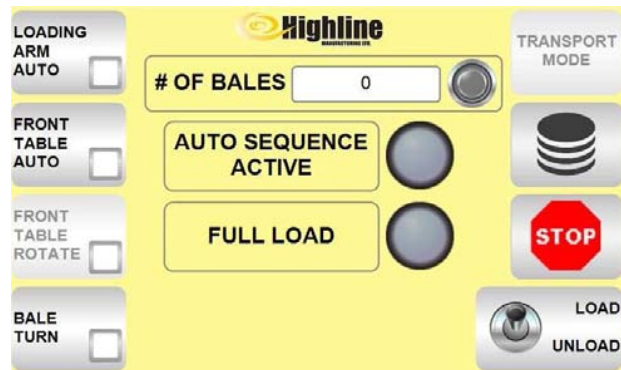 LOADING
ARM
AUTO
Highline
MANUFACTURING LTD.
TRANSPORT
MODE
# OF BALES
0
FRONT
TABLE
AUTO
AUTO SEQUENCE
ACTIVE
FRONT
TABLE
ROTATE
FULL LOAD
STOP
BALE
TURN
LOAD
UNLOAD